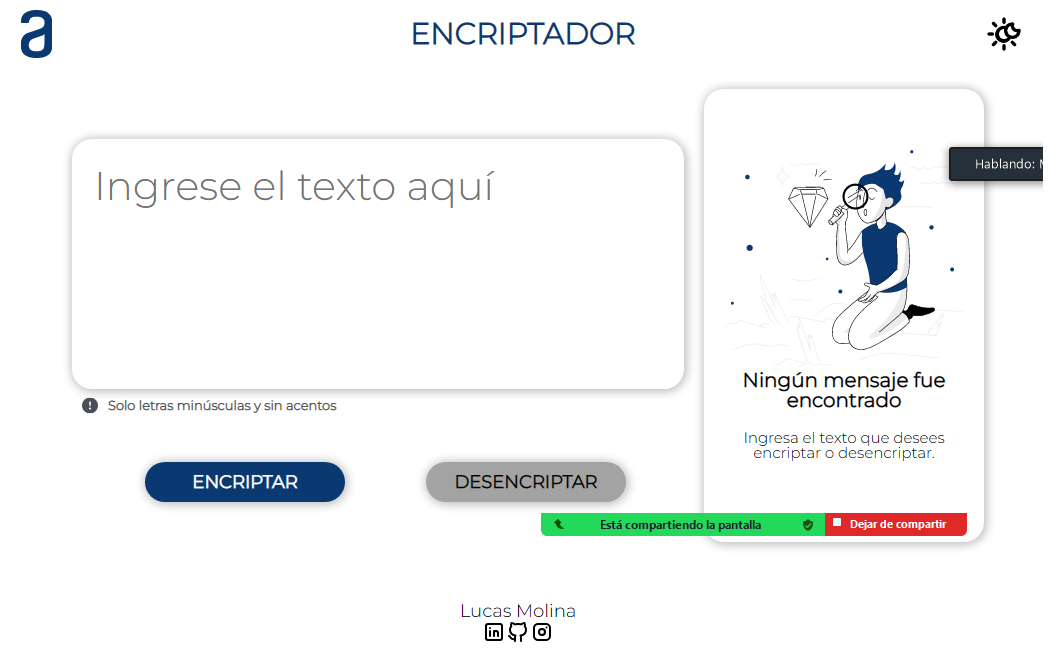 a
ENCRIPTADOR
Ingrese el texto aquí
Hablando:
Solo letras minúsculas y sin acentos
Ningún mensaje fue
encontrado
Ingresa el texto que desees
encriptar o desencriptar.
ENCRIPTAR
DESENCRIPTAR
Está compartiendo la pantalla
Dejar de compartir
Lucas Molina
in